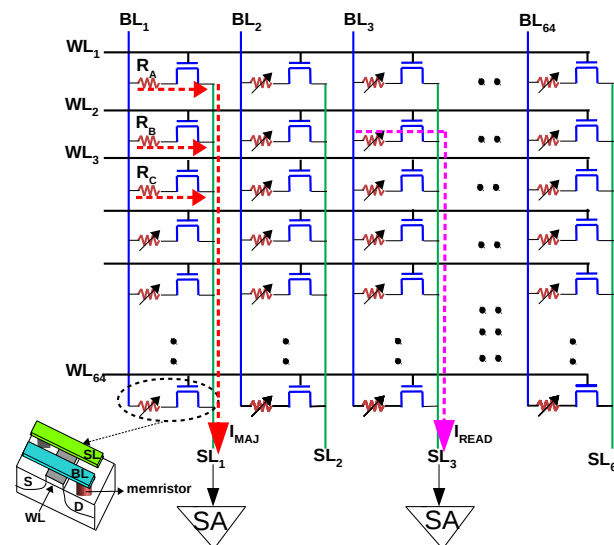 BL1 BL2 BL3 BL64
WL1
RA
WL2
RB
WL3
RC
WL64
IMAJ IREAD
SL1 SL2 SL3 SL6
SL
BL
S
D
memristor
WL
SA SA